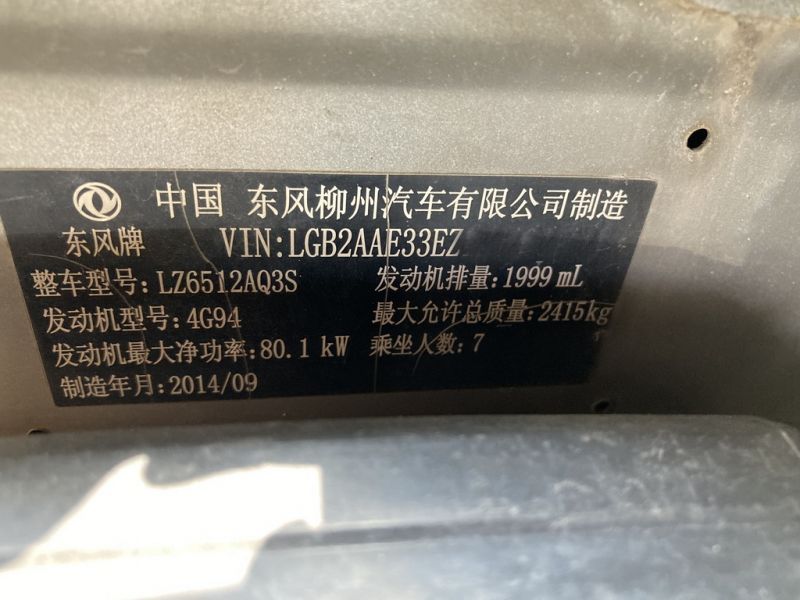 中国 东风柳州汽车有限公司制造
东风牌 VIN:LGB2AAE33EZ
整车型号:LZ6512AQ3S 发动机排量:1999 mL
发动机型号:4G94 最大允许总质量:2415kg
发动机最大净功率:80.1 kW 乘坐人数:7
制造年月:2014/09